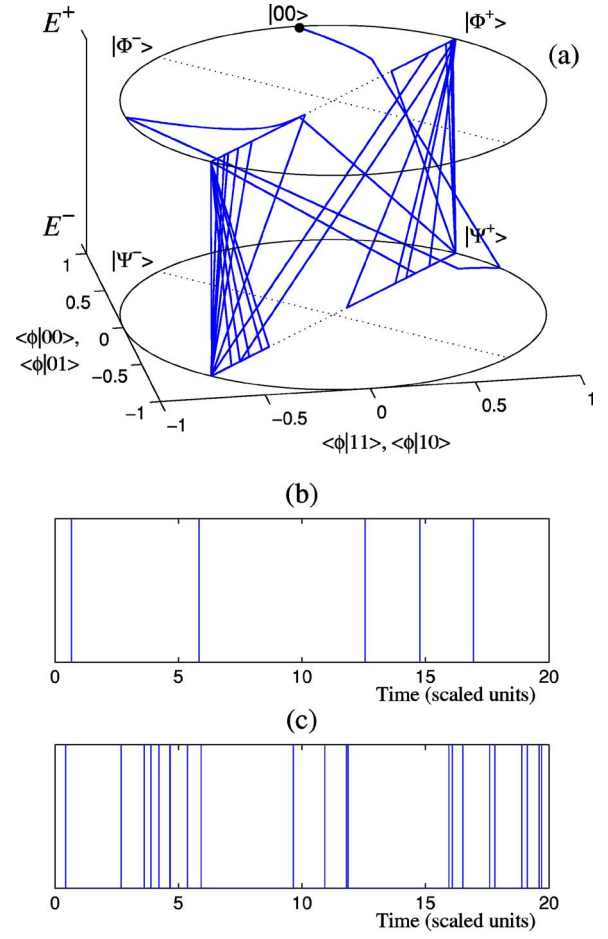 E⁺
|00>
|Φ⁺>
|Φ⁻>
(a)
E⁻
|Ψ⁺>
|Ψ⁻>
1
0.5
0
−0.5
−1
<ϕ|00>,
<ϕ|01>
−1
−0.5
0
0.5
1
<ϕ|11>, <ϕ|10>
(b)
0
5
10
15
20
Time (scaled units)
(c)
0
5
10
15
20
Time (scaled units)